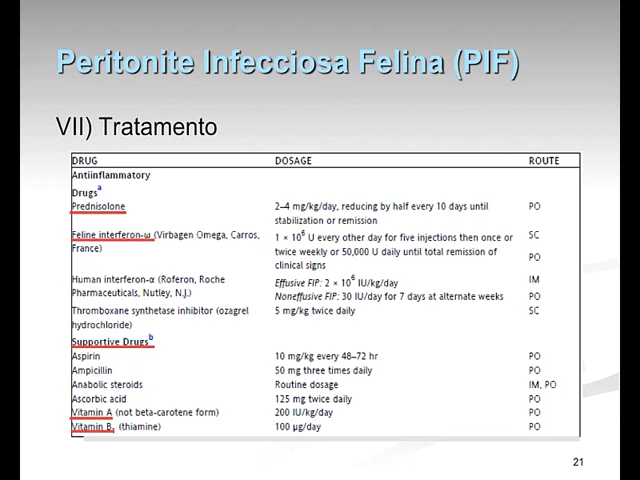 Peritonite Infecciosa Felina (PIF)
VII) Tratamento
DRUG DOSAGE ROUTE
Antiinflammatory
Drugsᵃ
Prednisolone 2–4 mg/kg/day, reducing by half every 10 days until PO
stabilization or remission
Feline interferon-ω (Virbagen Omega, Carros, 1 × 10⁶ U every other day for five injections then once or SC
France) twice weekly or 50,000 U daily until total remission of PO
clinical signs
Human interferon-α (Roferon, Roche Effusive FIP: 2 × 10⁶ IU/kg/day IM
Pharmaceuticals, Nutley, N.J.) Noneffusive FIP: 30 IU/day for 7 days at alternate weeks PO
Thromboxane synthetase inhibitor (ozagrel 5 mg/kg twice daily SC
hydrochloride)
Supportive Drugsᵇ
Aspirin 10 mg/kg every 48–72 hr PO
Ampicillin 50 mg three times daily PO
Anabolic steroids Routine dosage IM, PO
Ascorbic acid 125 mg twice daily PO
Vitamin A (not beta-carotene form) 200 IU/kg/day PO
Vitamin B₁ (thiamine) 100 µg/day PO
21